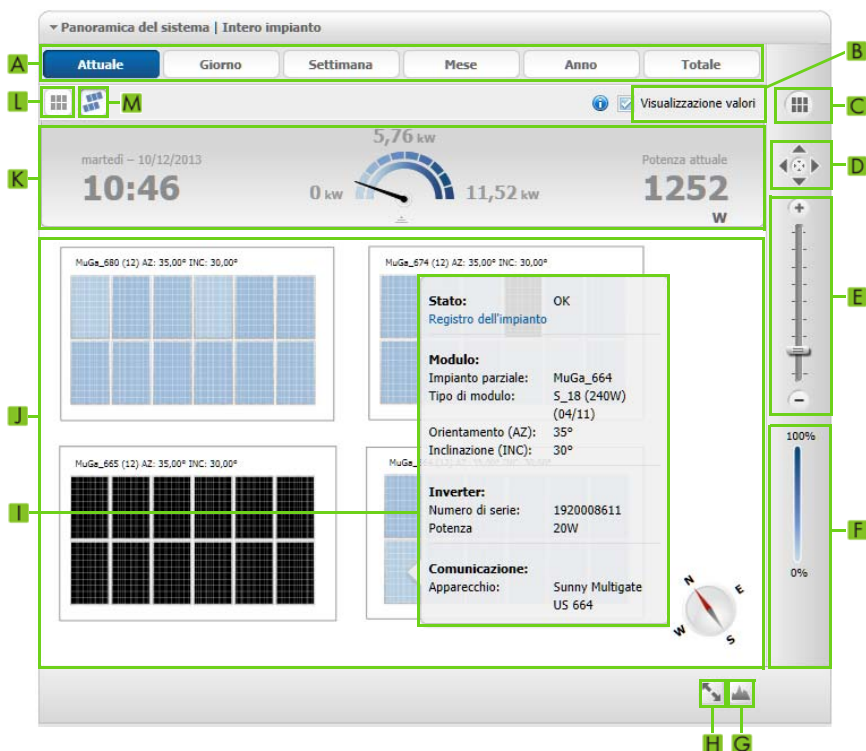 Panoramica del sistema | Intero impianto
A
Attuale
Giorno
Settimana
Mese
Anno
Totale
B
L
M
Visualizzazione valori
C
K
martedì – 10/12/2013
10:46
5,76 kW
0 kW
11,52 kW
Potenza attuale
1252
W
D
E
J
MuGa_680 (12) AZ: 35,00° INC: 30,00°
MuGa_674 (12) AZ: 35,00° INC: 30,00°
MuGa_665 (12) AZ: 35,00° INC: 30,00°
I
Stato: OK
Registro dell'impianto
Modulo:
Impianto parziale: MuGa_664
Tipo di modulo: S_18 (240W)
(04/11)
Orientamento (AZ): 35°
Inclinazione (INC): 30°
Inverter:
Numero di serie: 1920008611
Potenza 20W
Comunicazione:
Apparecchio: Sunny Multigate
US 664
100%
0%
F
N
E
W
S
H
G